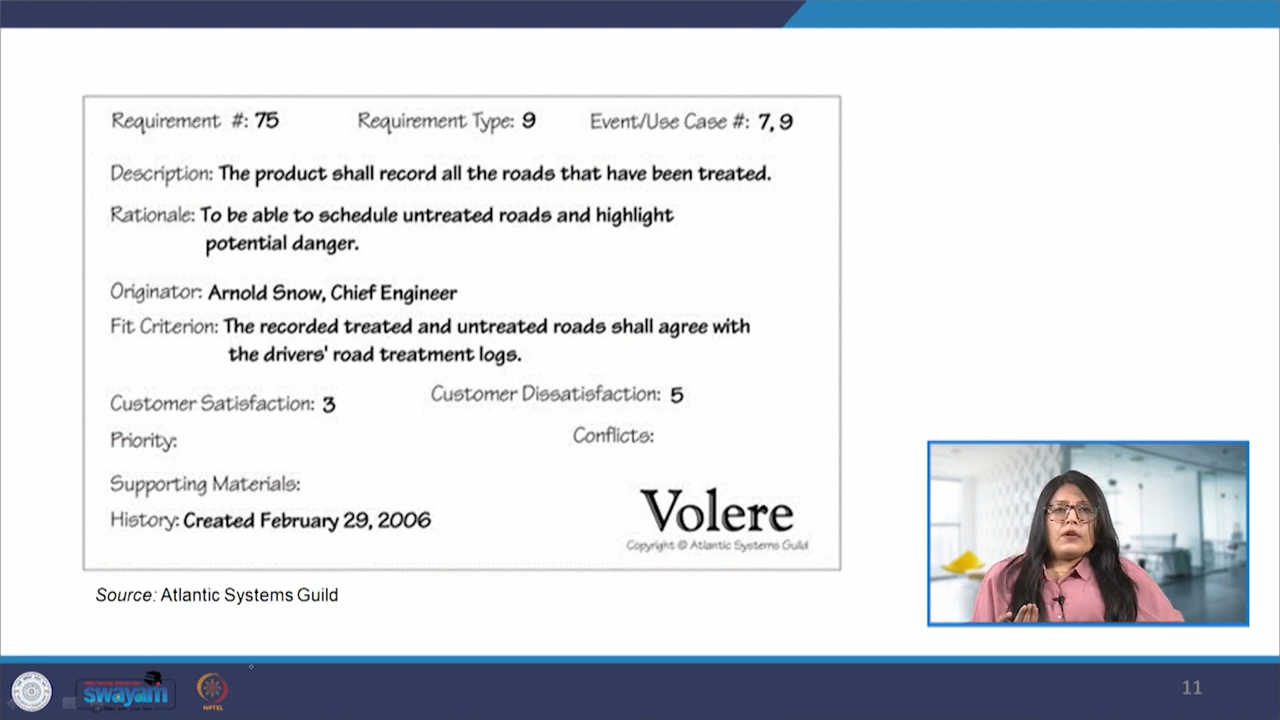 Requirement #: 75 Requirement Type: 9 Event/Use Case #: 7, 9
Description: The product shall record all the roads that have been treated.
Rationale: To be able to schedule untreated roads and highlight
potential danger.
Originator: Arnold Snow, Chief Engineer
Fit Criterion: The recorded treated and untreated roads shall agree with
the drivers' road treatment logs.
Customer Satisfaction: 3 Customer Dissatisfaction: 5
Priority: Conflicts:
Supporting Materials:
History: Created February 29, 2006
Volere
Copyright © Atlantic Systems Guild
Source: Atlantic Systems Guild
swayam
NPTEL
11